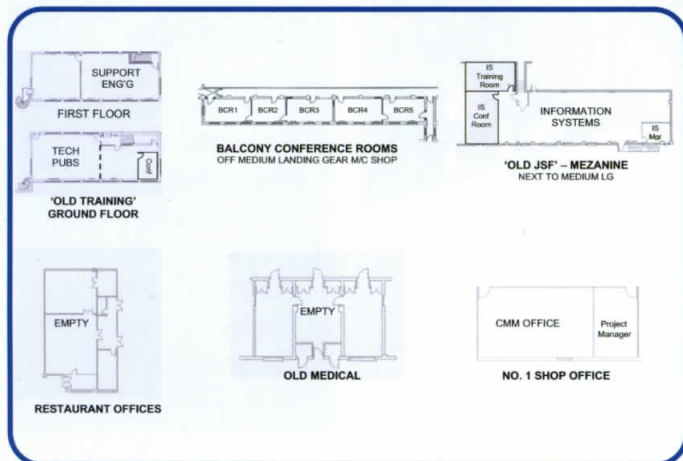 SUPPORT
ENG'G
FIRST FLOOR
TECH
PUBS
Conf
'OLD TRAINING'
GROUND FLOOR
BCR1 BCR2 BCR3 BCR4 BCR5
BALCONY CONFERENCE ROOMS
OFF MEDIUM LANDING GEAR M/C SHOP
IS
Training
Room
IS
Conf
Room
INFORMATION
SYSTEMS
IS
Mgr
'OLD JSF' – MEZANINE
NEXT TO MEDIUM LG
EMPTY
RESTAURANT OFFICES
EMPTY
OLD MEDICAL
CMM OFFICE
Project
Manager
NO. 1 SHOP OFFICE